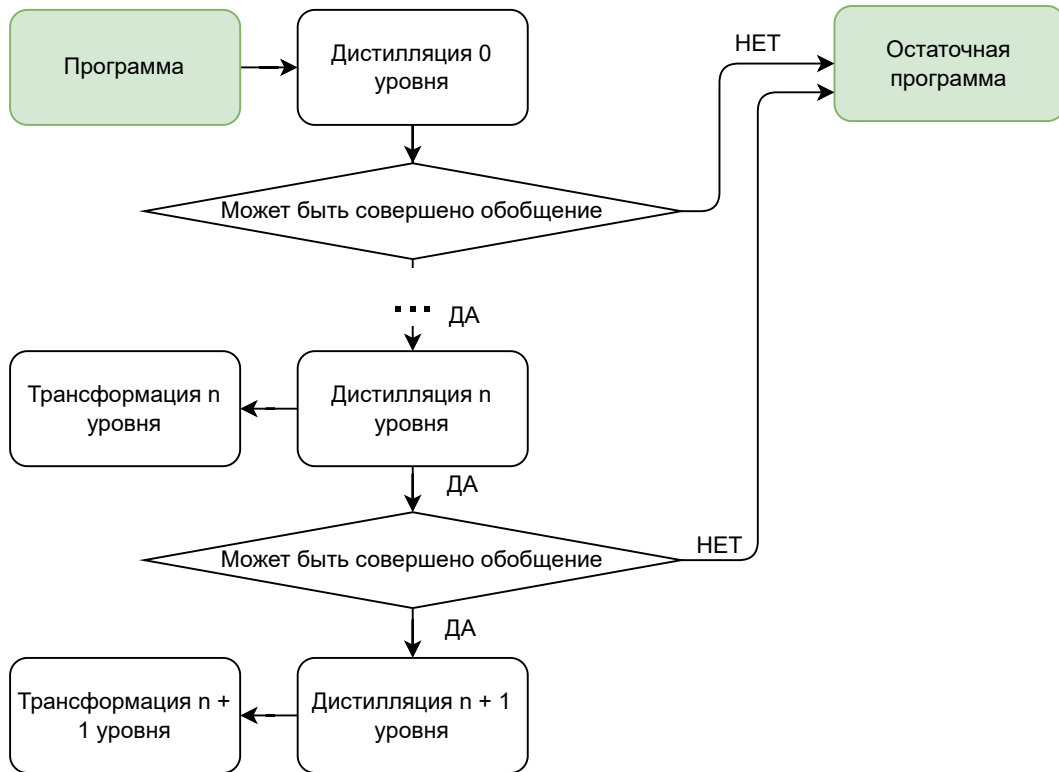 Программа
Дистилляция 0
уровня
НЕТ
Остаточная
программа
Может быть совершено обобщение
...
ДА
Трансформация n
уровня
Дистилляция n
уровня
ДА
Может быть совершено обобщение
НЕТ
ДА
Трансформация n +
1 уровня
Дистилляция n + 1
уровня